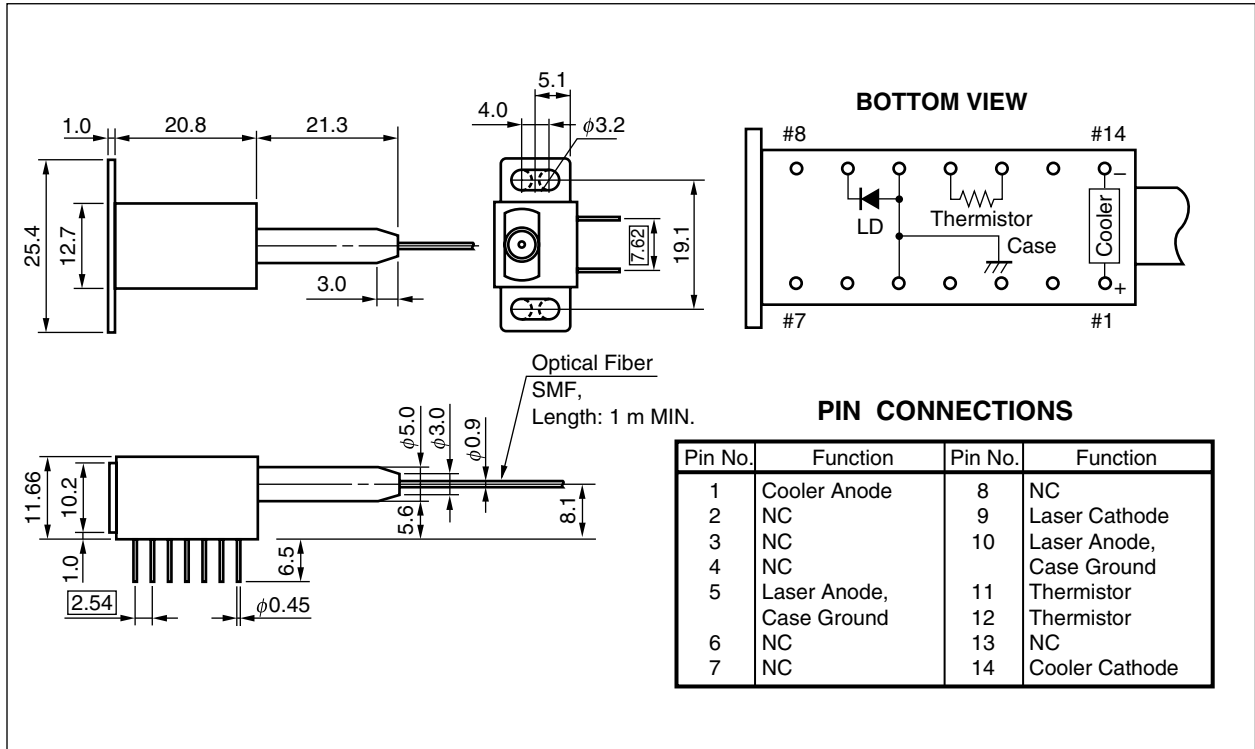 1.0
20.8
21.3
25.4
12.7
3.0
5.1
4.0
φ3.2
7.62
19.1
BOTTOM VIEW
#8
#14
–
LD
Thermistor
Case
Cooler
+
#7
#1
Optical Fiber
SMF,
Length: 1 m MIN.
11.66
10.2
1.0
2.54
φ0.45
6.5
5.6
φ5.0
φ3.0
φ0.9
8.1
PIN CONNECTIONS
Pin No. Function Pin No. Function
1 Cooler Anode 8 NC
2 NC 9 Laser Cathode
3 NC 10 Laser Anode,
4 NC Case Ground
5 Laser Anode, 11 Thermistor
Case Ground 12 Thermistor
6 NC 13 NC
7 NC 14 Cooler Cathode